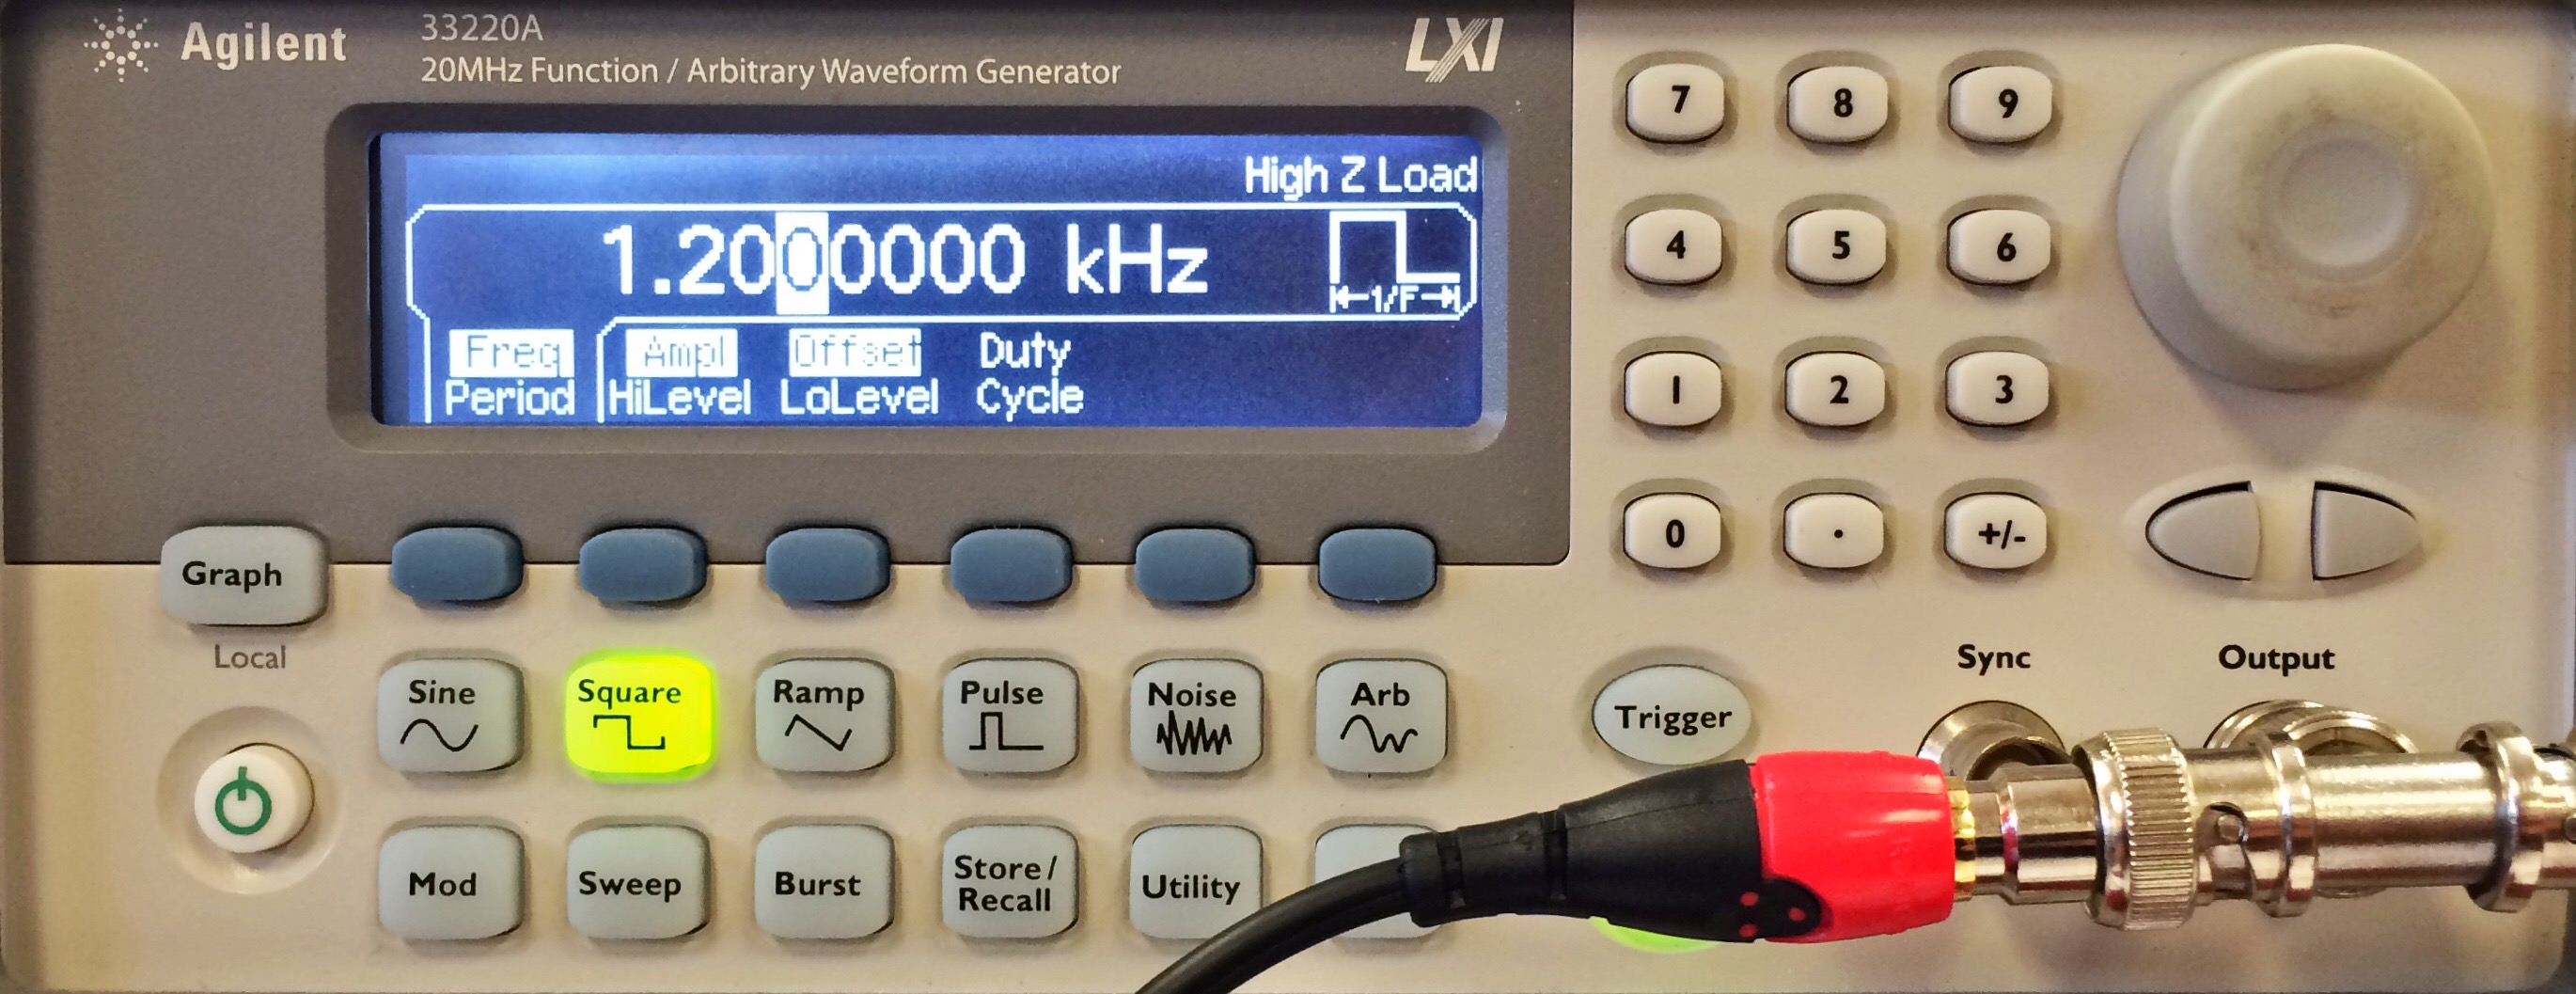 Agilent
33220A
20MHz Function / Arbitrary Waveform Generator
LXI
High Z Load
1.2000000 kHz
1/F
Freq Ampl Offset Duty
Period HiLevel LoLevel Cycle
7 8 9
4 5 6
1 2 3
0 . +/-
Graph
Local
Sine Square Ramp Pulse Noise Arb
Mod Sweep Burst Store/
Recall Utility
Trigger
Sync Output